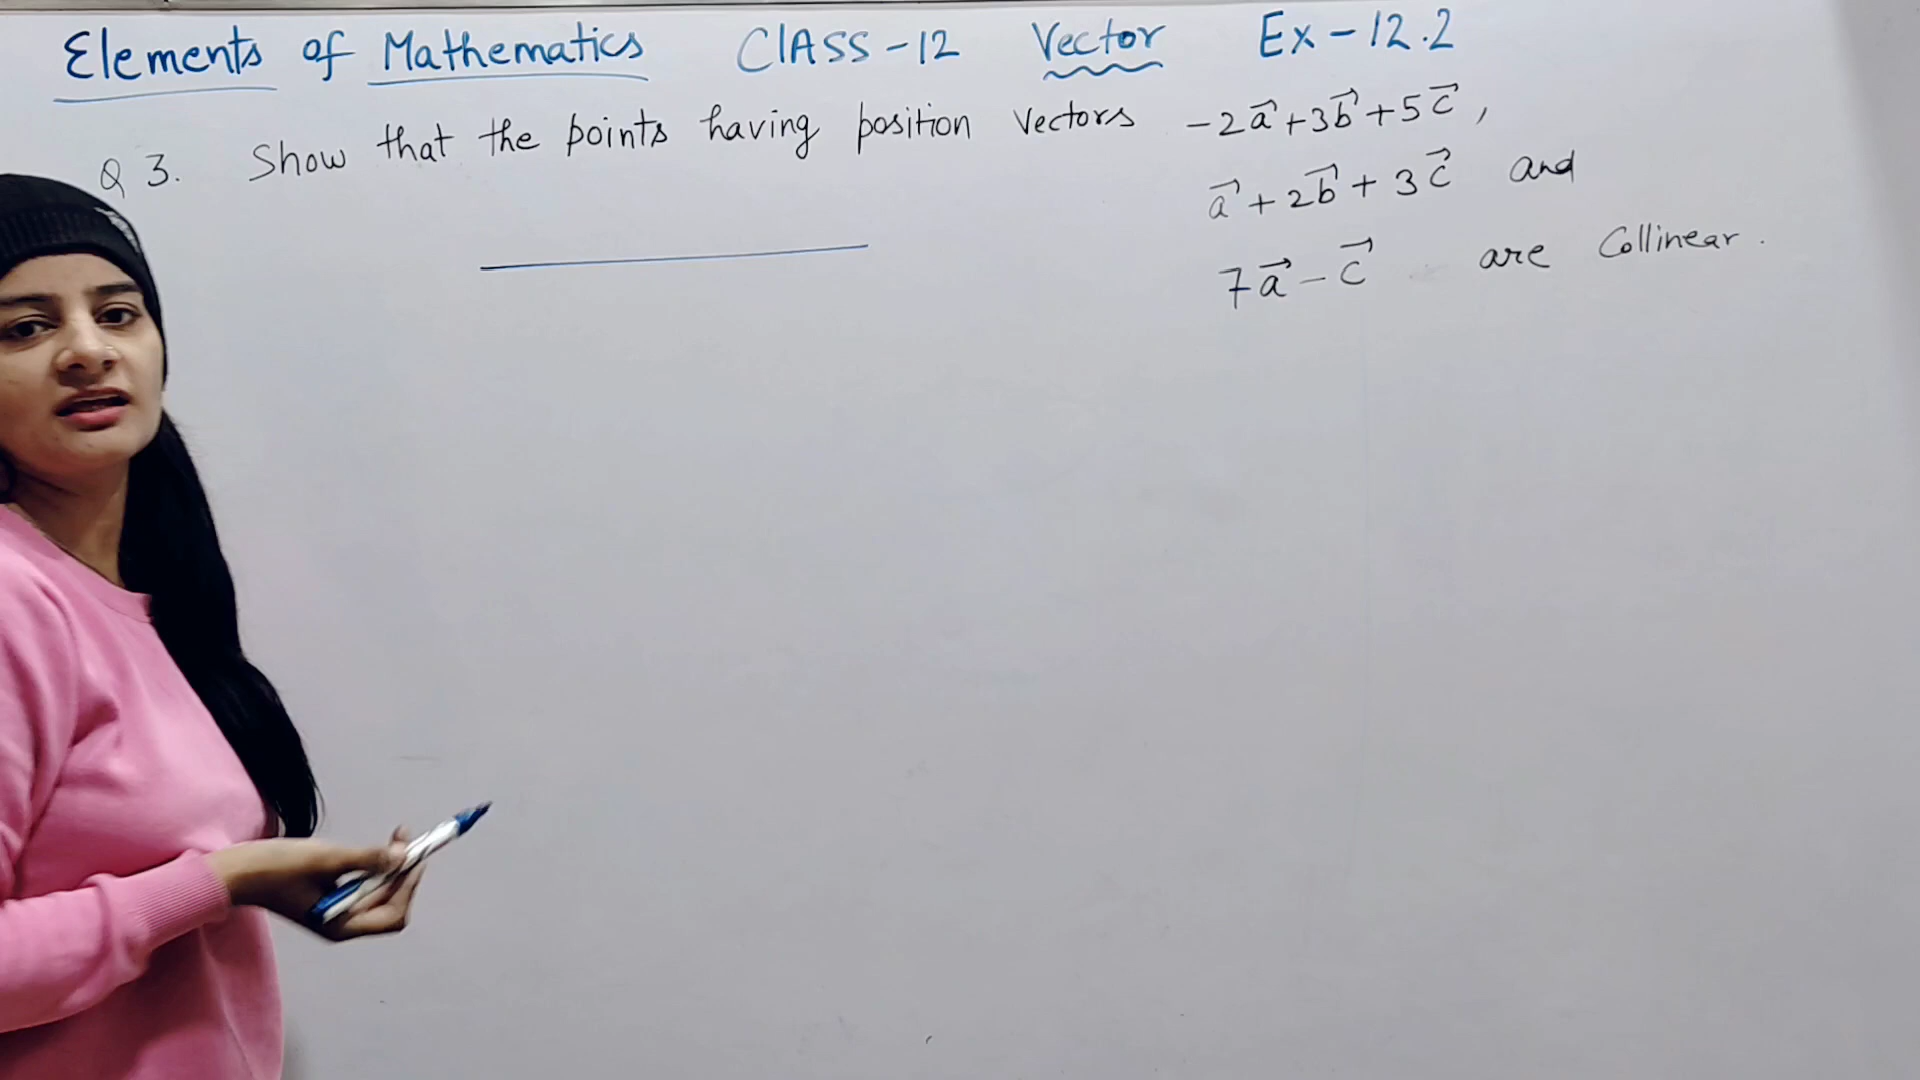 Elements of Mathematics CLASS-12 Vector Ex-12.2
Q 3. Show that the points having position vectors -2a⃗+3b⃗+5c⃗,
a⃗+2b⃗+3c⃗ and
7a⃗-c⃗ are Collinear.